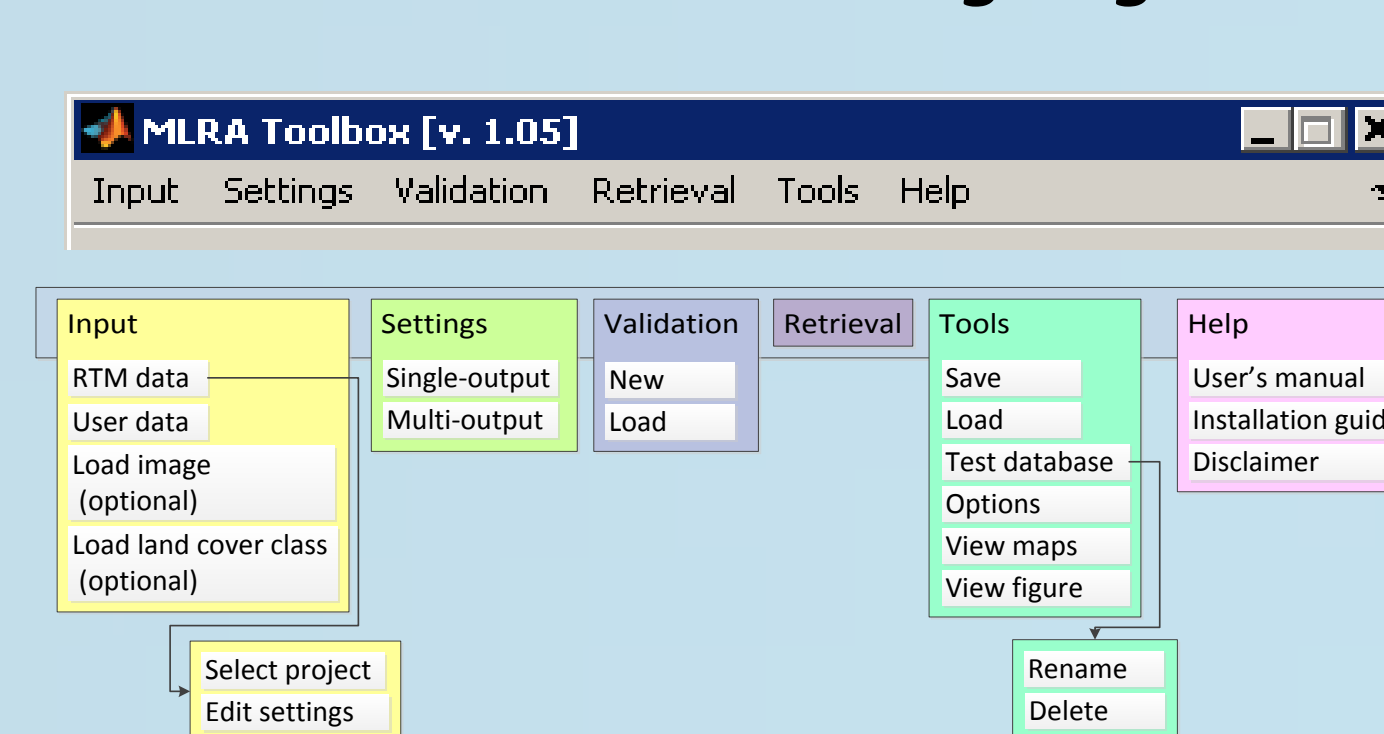 MLRA Toolbox [v. 1.05]
Input Settings Validation Retrieval Tools Help
Input
RTM data
User data
Load image
(optional)
Load land cover class
(optional)
Select project
Edit settings
Settings
Single-output
Multi-output
Validation
New
Load
Retrieval
Tools
Save
Load
Test database
Options
View maps
View figure
Rename
Delete
Help
User's manual
Installation guid
Disclaimer